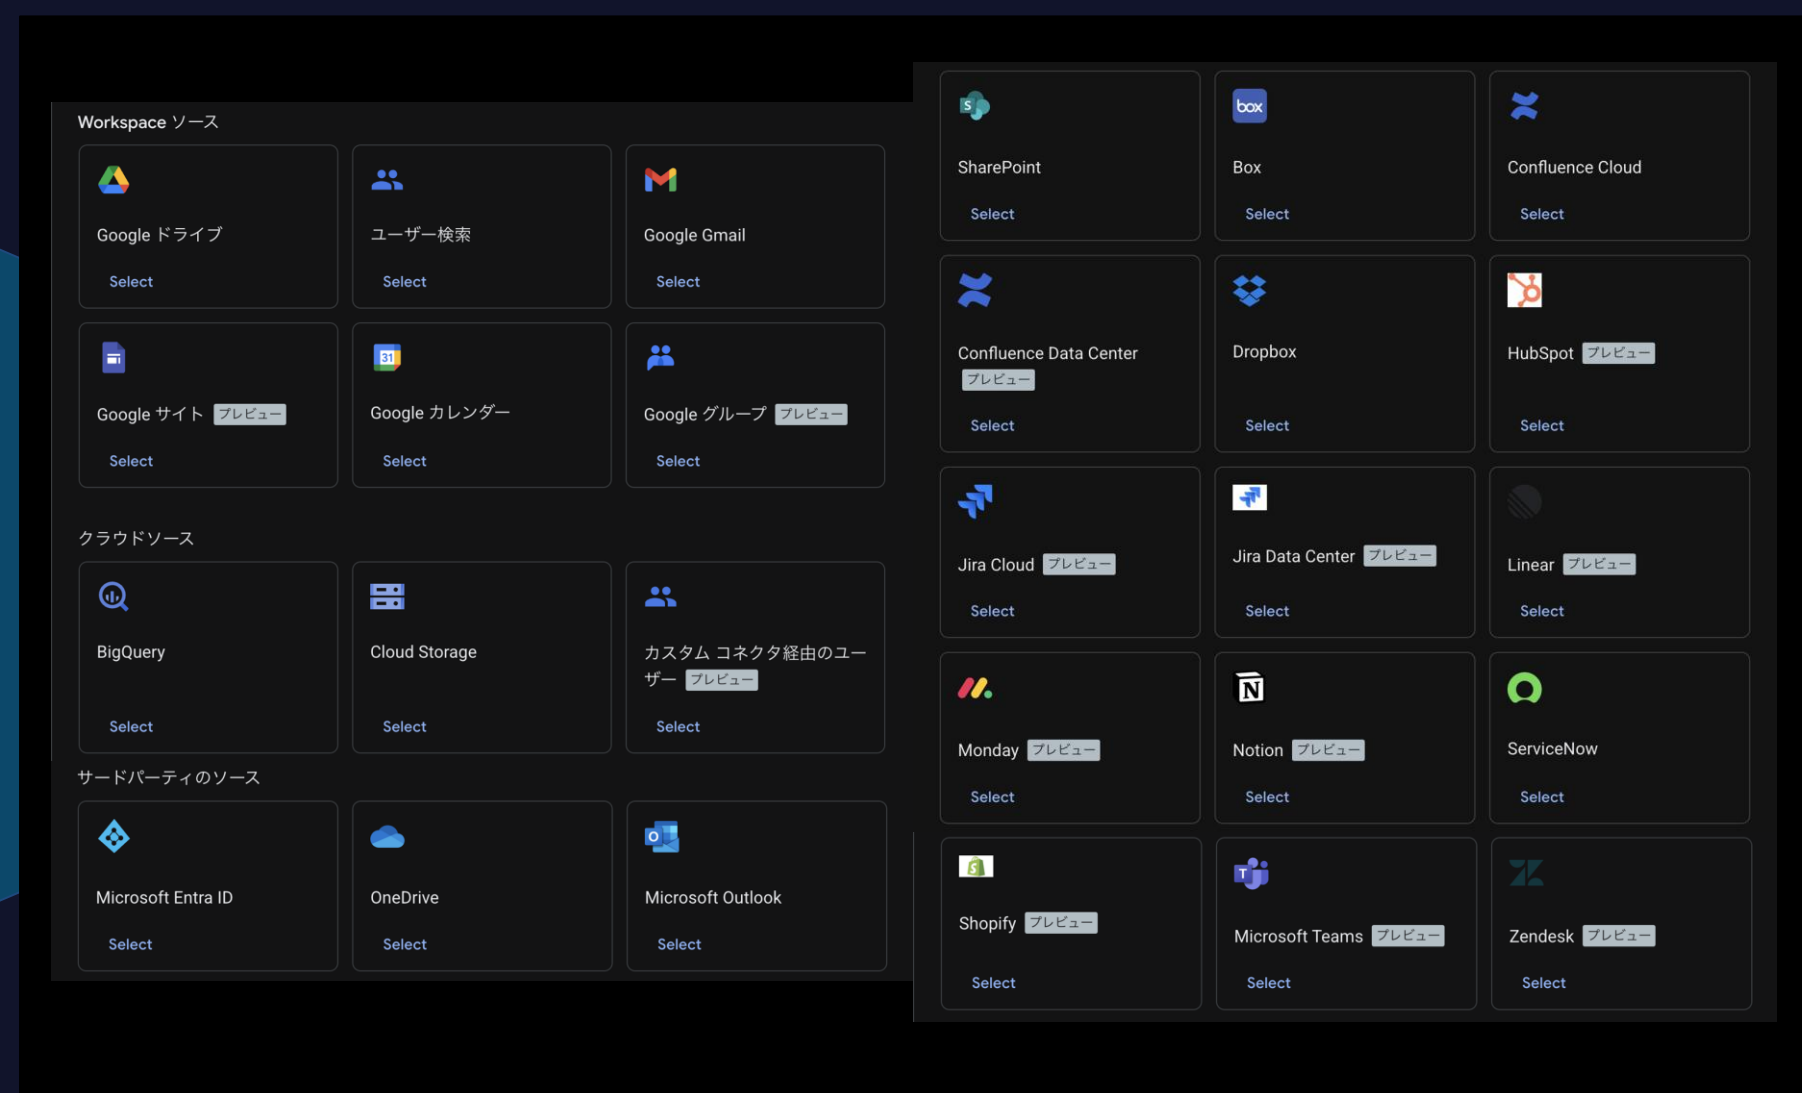 Workspace ソース
Google ドライブ
Select
ユーザー検索
Select
Google Gmail
Select
Google サイト プレビュー
Select
31
Google カレンダー
Select
Google グループ プレビュー
Select
クラウドソース
BigQuery
Select
Cloud Storage
Select
カスタム コネクタ経由のユー
ザー プレビュー
Select
サードパーティのソース
Microsoft Entra ID
Select
OneDrive
Select
Microsoft Outlook
Select
S
SharePoint
Select
box
Box
Select
Confluence Cloud
Select
Confluence Data Center
プレビュー
Select
Dropbox
Select
HubSpot プレビュー
Select
Jira Cloud プレビュー
Select
Jira Data Center プレビュー
Select
Linear プレビュー
Select
Monday プレビュー
Select
N
Notion プレビュー
Select
ServiceNow
Select
Shopify プレビュー
Select
T
Microsoft Teams プレビュー
Select
Zendesk プレビュー
Select